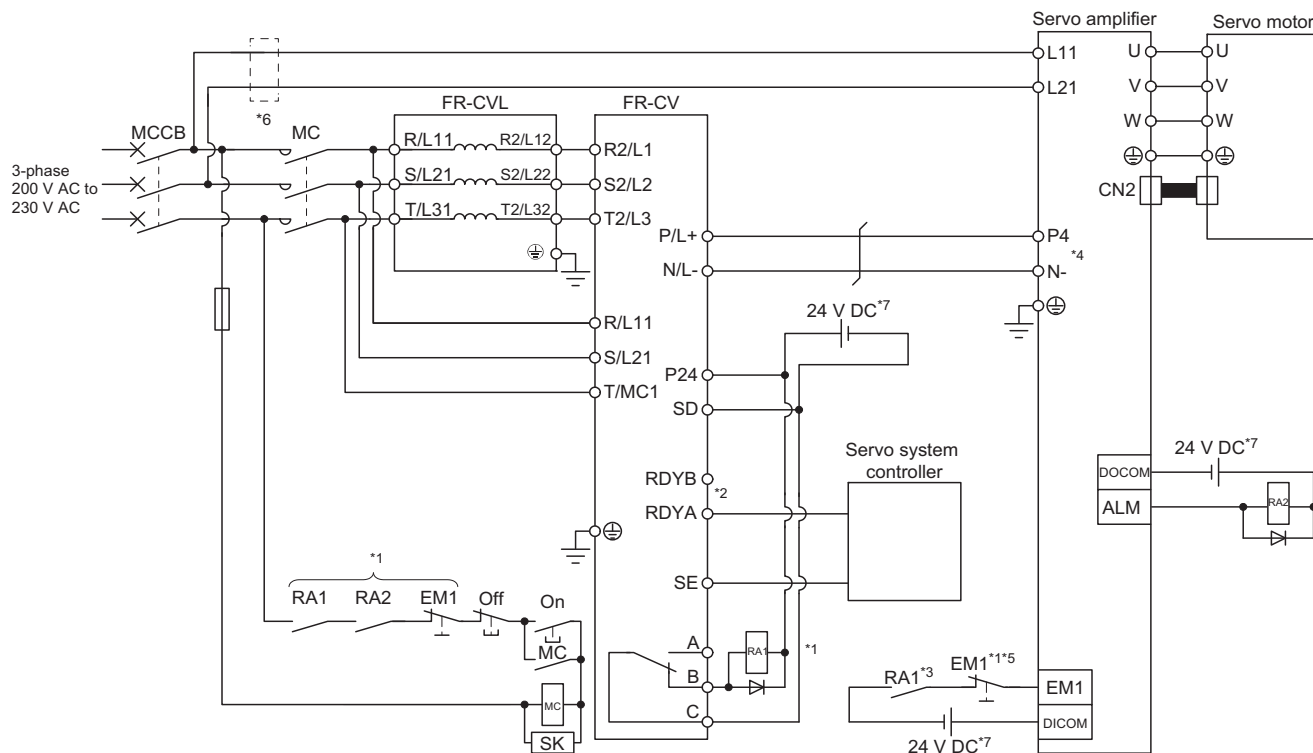 Servo amplifier
Servo motor
L11
U
U
L21
V
V
*6
FR-CVL
FR-CV
W
W
MCCB
MC
R/L11
R2/L12
R2/L1
3-phase
200 V AC to
230 V AC
S/L21
S2/L22
S2/L2
CN2
T/L31
T2/L32
T2/L3
P/L+
P4
*4
N/L-
N-
24 V DC*7
R/L11
S/L21
P24
T/MC1
SD
Servo system
controller
24 V DC*7
DOCOM
RDYB
*2
RDYA
ALM
RA2
*1
SE
RA1
RA2
EM1
Off
On
MC
A
RA1
*1
B
RA1*3
EM1*1*5
EM1
C
MC
DICOM
SK
24 V DC*7